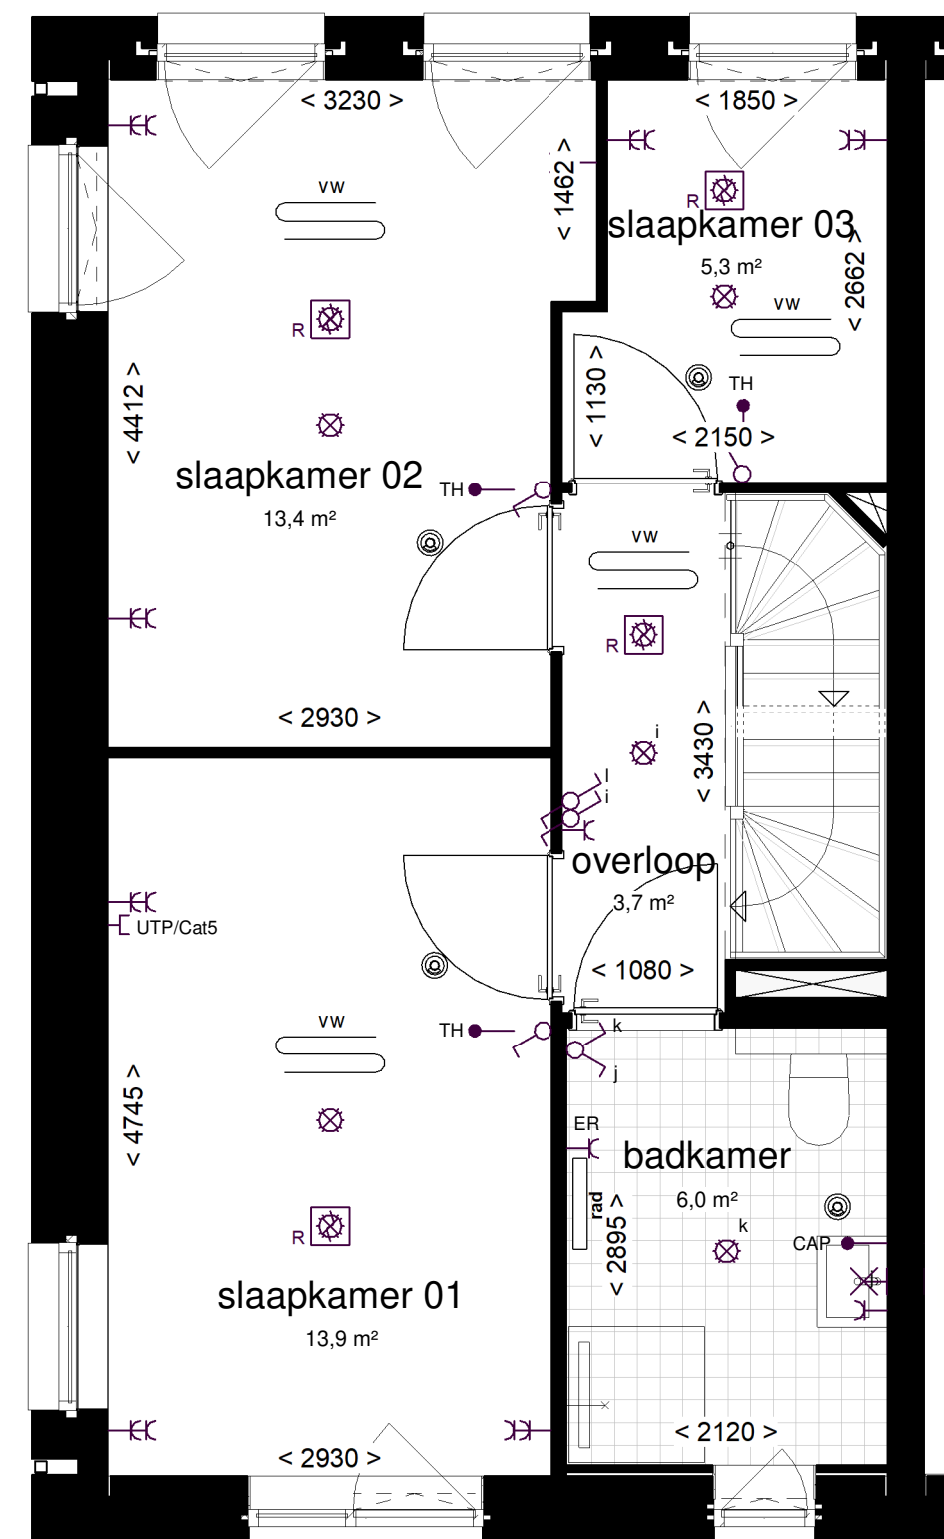 < 3230 >
< 1850 >
< 1462 >
vw
R
slaapkamer 03
5,3 m²
< 2662 >
vw
R
< 1130 >
TH
< 4412 >
< 2150 >
slaapkamer 02
TH
13,4 m²
vw
R
< 2930 >
i
< 3430 >
l
i
overloop
3,7 m²
UTP/Cat5
< 1080 >
vw
TH
k
j
< 4745 >
ER
badkamer
6,0 m²
rad
< 2895 >
k
R
CAP
slaapkamer 01
13,9 m²
< 2120 >
< 2930 >